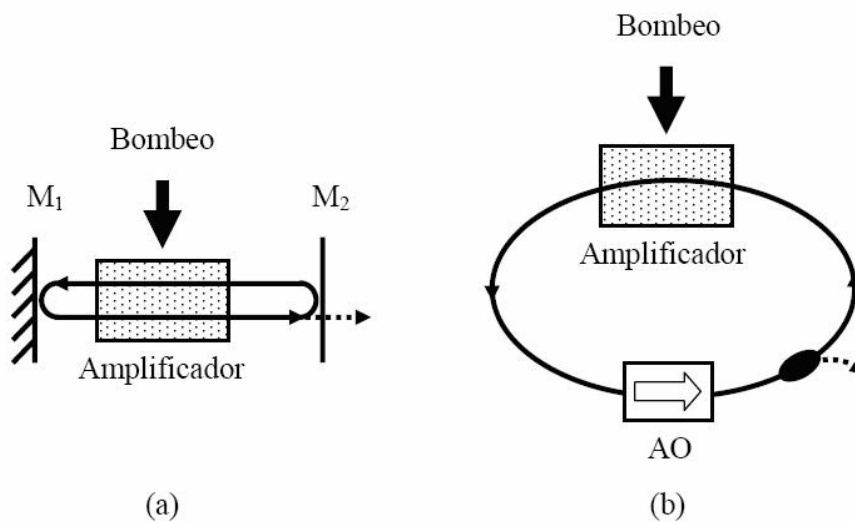 Bombeo
M₁
M₂
Amplificador
(a)
Bombeo
Amplificador
AO
(b)